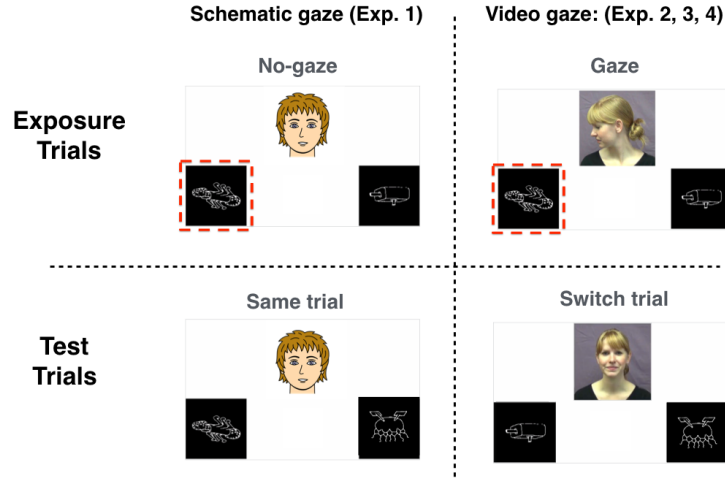 Schematic gaze (Exp. 1)
Video gaze: (Exp. 2, 3, 4)
No-gaze
Gaze
Exposure
Trials
Same trial
Switch trial
Test
Trials